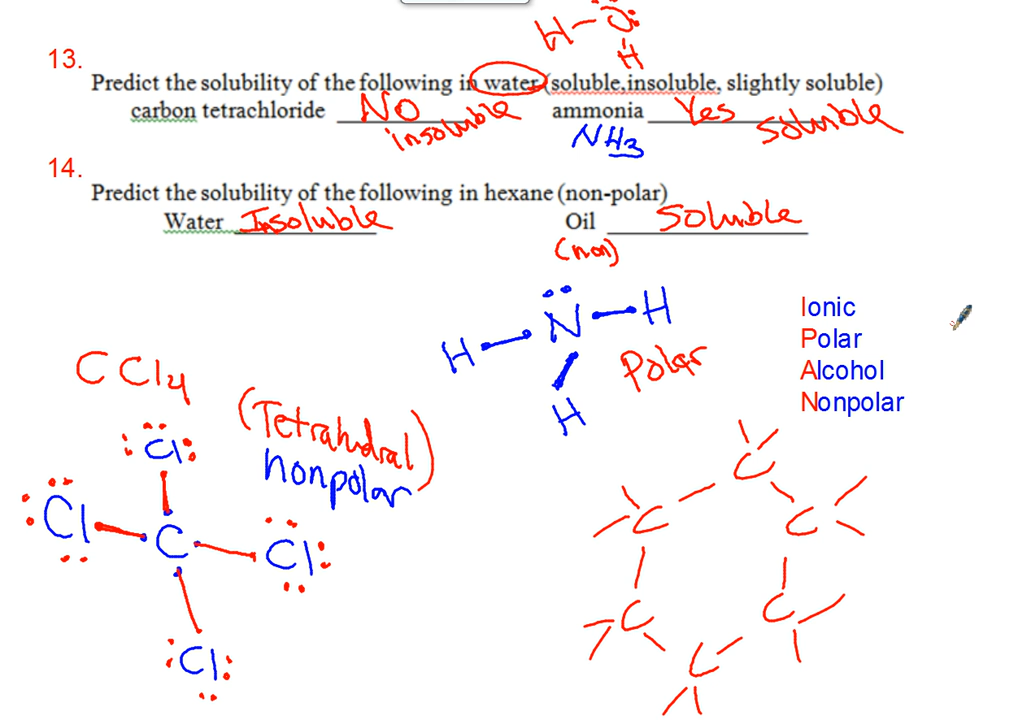 H-O:
H
13.
Predict the solubility of the following in water (soluble,insoluble, slightly soluble)
carbon tetrachloride NO insoluble ammonia Yes soluble
NH3
14.
Predict the solubility of the following in hexane (non-polar)
Water Insoluble Oil soluble
(non)
H N H
H
Polar
Ionic
Polar
Alcohol
Nonpolar
CCl4
(Tetrahidral)
nonpolar
Cl
Cl C Cl
Cl
C
C C
C C
C